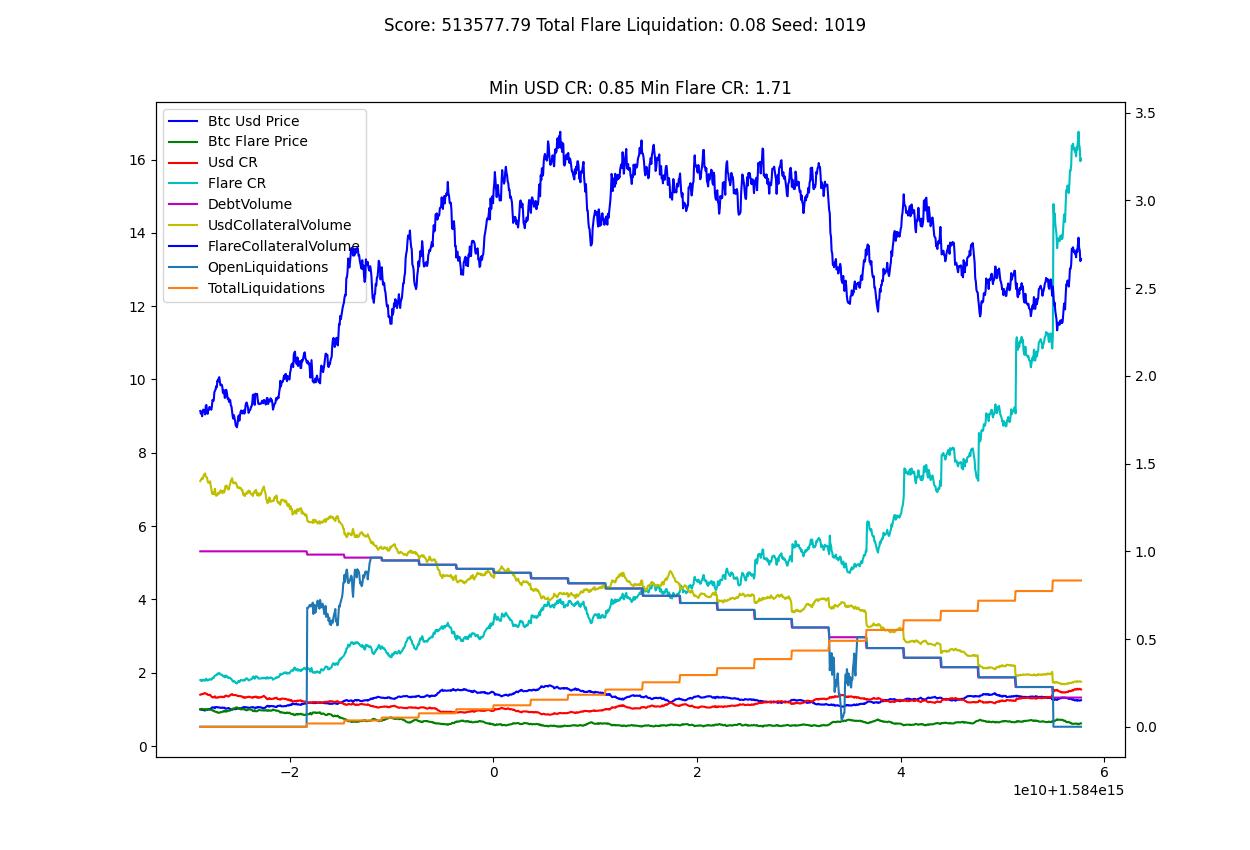 Score: 513577.79 Total Flare Liquidation: 0.08 Seed: 1019
Min USD CR: 0.85 Min Flare CR: 1.71
Btc Usd Price
Btc Flare Price
Usd CR
Flare CR
DebtVolume
UsdCollateralVolume
FlareCollateralVolume
OpenLiquidations
TotalLiquidations
16
14
12
10
8
6
4
2
0
3.5
3.0
2.5
2.0
1.5
1.0
0.5
0.0
−2 0 2 4 6
1e10+1.584e15